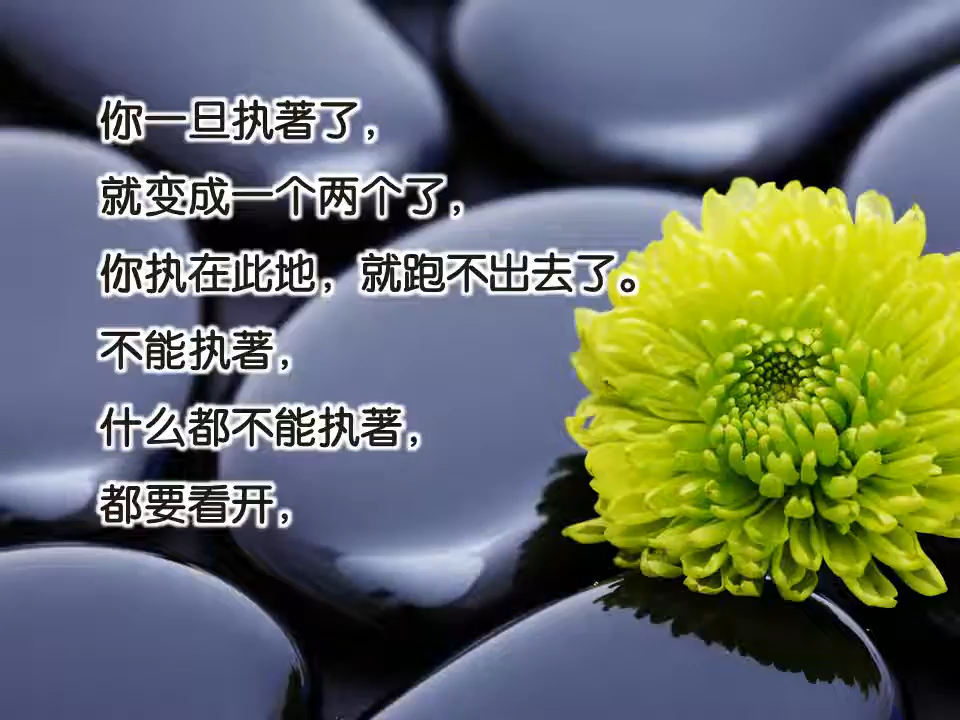 你一旦执著了，
就变成一个两个了，
你执在此地，就跑不出去了。
不能执著，
什么都不能执著，
都要看开，